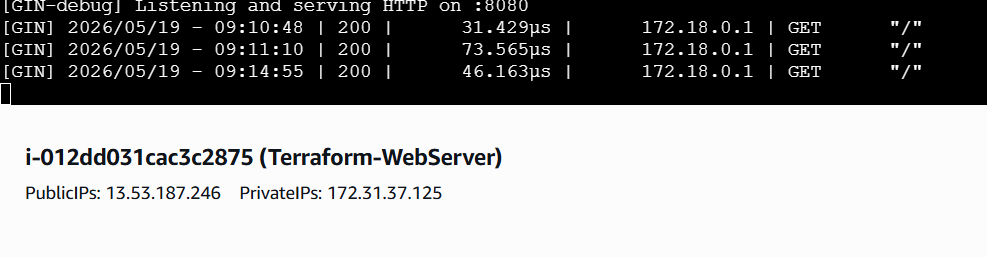 [GIN-debug] Listening and serving HTTP on :8080
[GIN] 2026/05/19 - 09:10:48 | 200 |      31.429µs |      172.18.0.1 | GET      "/"
[GIN] 2026/05/19 - 09:11:10 | 200 |      73.565µs |      172.18.0.1 | GET      "/"
[GIN] 2026/05/19 - 09:14:55 | 200 |      46.163µs |      172.18.0.1 | GET      "/"
i-012dd031cac3c2875 (Terraform-WebServer)
PublicIPs: 13.53.187.246 PrivateIPs: 172.31.37.125